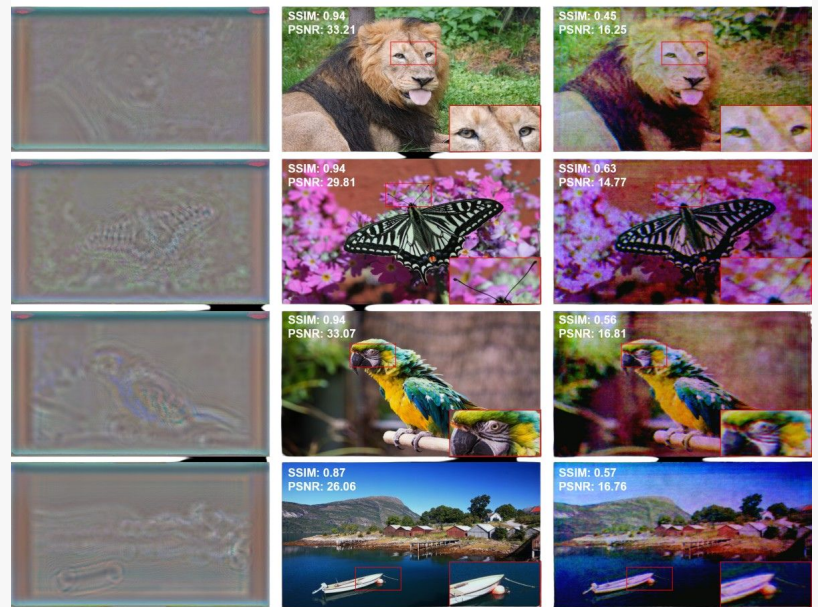 SSIM: 0.94
PSNR: 33.21
SSIM: 0.45
PSNR: 16.25
SSIM: 0.94
PSNR: 29.81
SSIM: 0.63
PSNR: 14.77
SSIM: 0.94
PSNR: 33.07
SSIM: 0.56
PSNR: 16.81
SSIM: 0.87
PSNR: 26.06
SSIM: 0.57
PSNR: 16.76